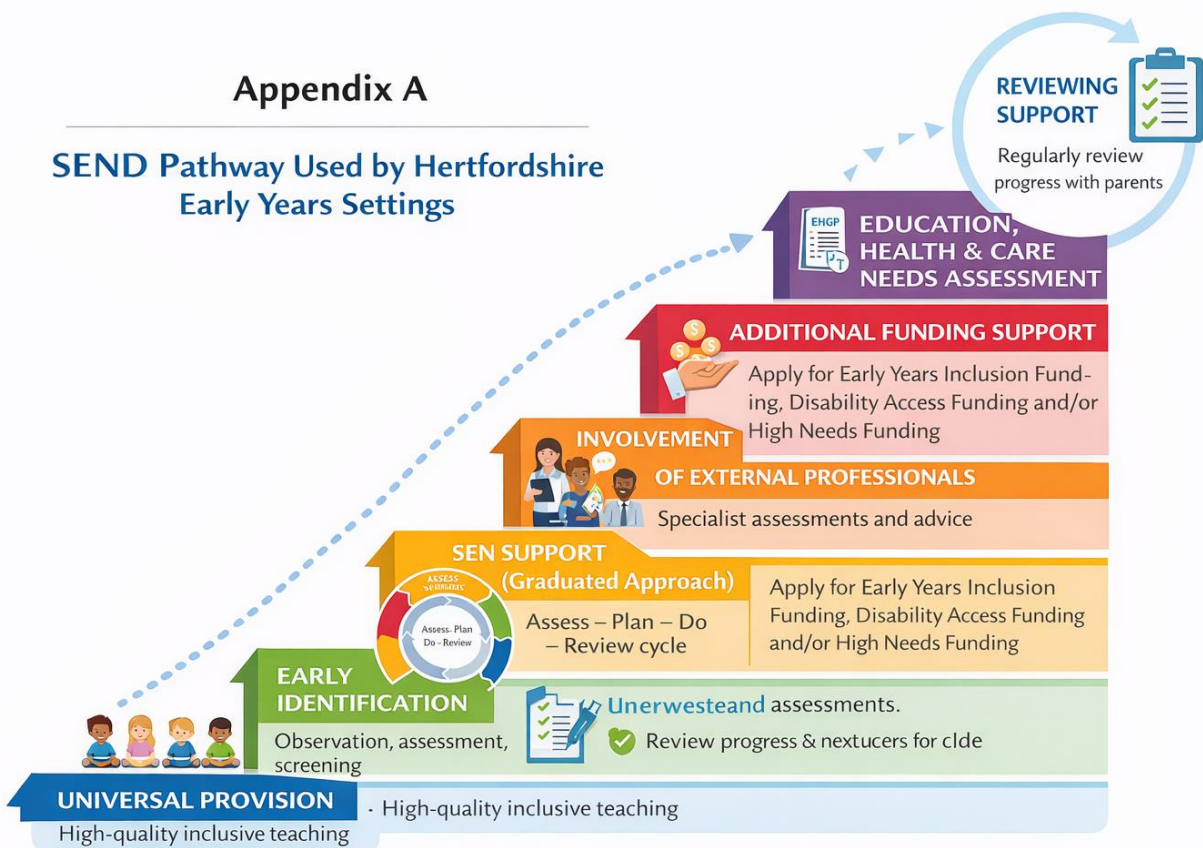 Appendix A
SEND Pathway Used by Hertfordshire
Early Years Settings
REVIEWING
SUPPORT
Regularly review
progress with parents
EHGP
EDUCATION,
HEALTH & CARE
NEEDS ASSESSMENT
ADDITIONAL FUNDING SUPPORT
Apply for Early Years Inclusion Fund-
ing, Disability Access Funding and/or
High Needs Funding
INVOLVEMENT
OF EXTERNAL PROFESSIONALS
Specialist assessments and advice
SEN SUPPORT
(Graduated Approach)
ASSESS
Assess- Plan
Do - Review
Assess – Plan – Do
– Review cycle
Apply for Early Years Inclusion
Funding, Disability Access Funding
and/or High Needs Funding
EARLY
IDENTIFICATION
Observation, assessment,
screening
Unerwesteand assessments.
Review progress & nextucers for clde
UNIVERSAL PROVISION
High-quality inclusive teaching
· High-quality inclusive teaching